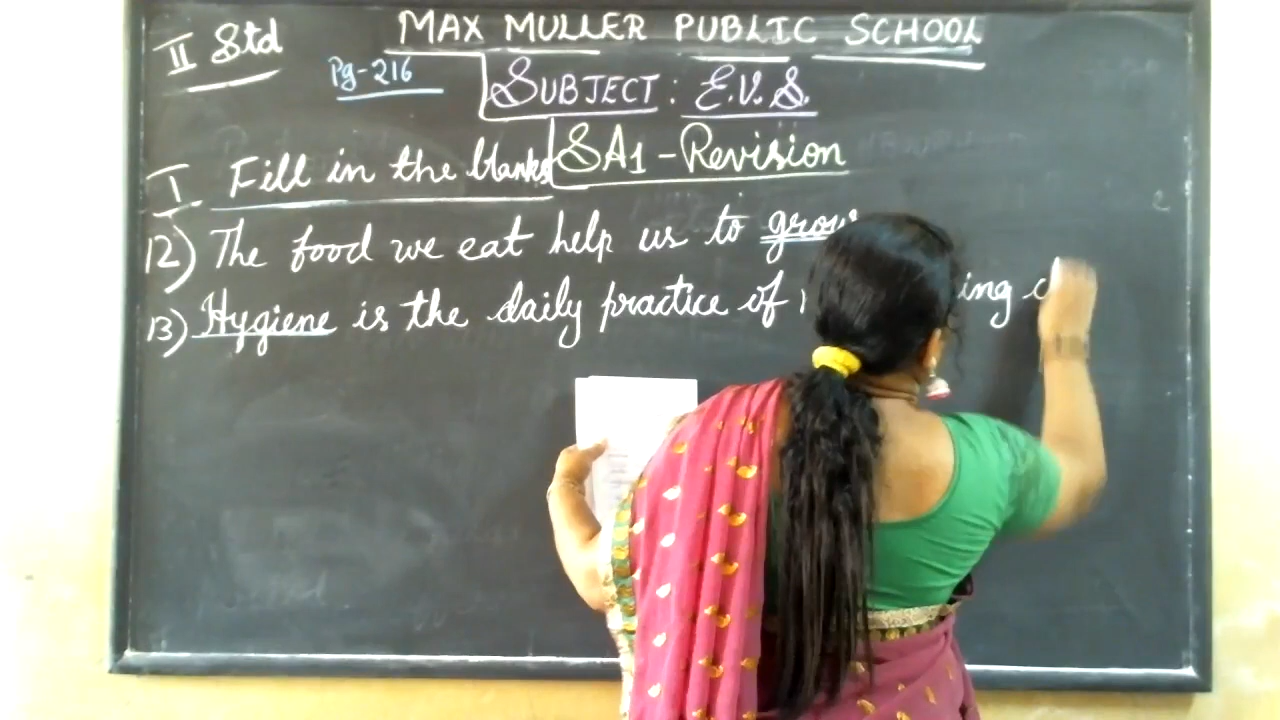 II Std
MAX MULLER PUBLIC SCHOOL
Pg-216
SUBJECT: E.V.S.
SA1-Revision
I. Fill in the blanks
12) The food we eat help us to grow
13) Hygiene is the daily practice of